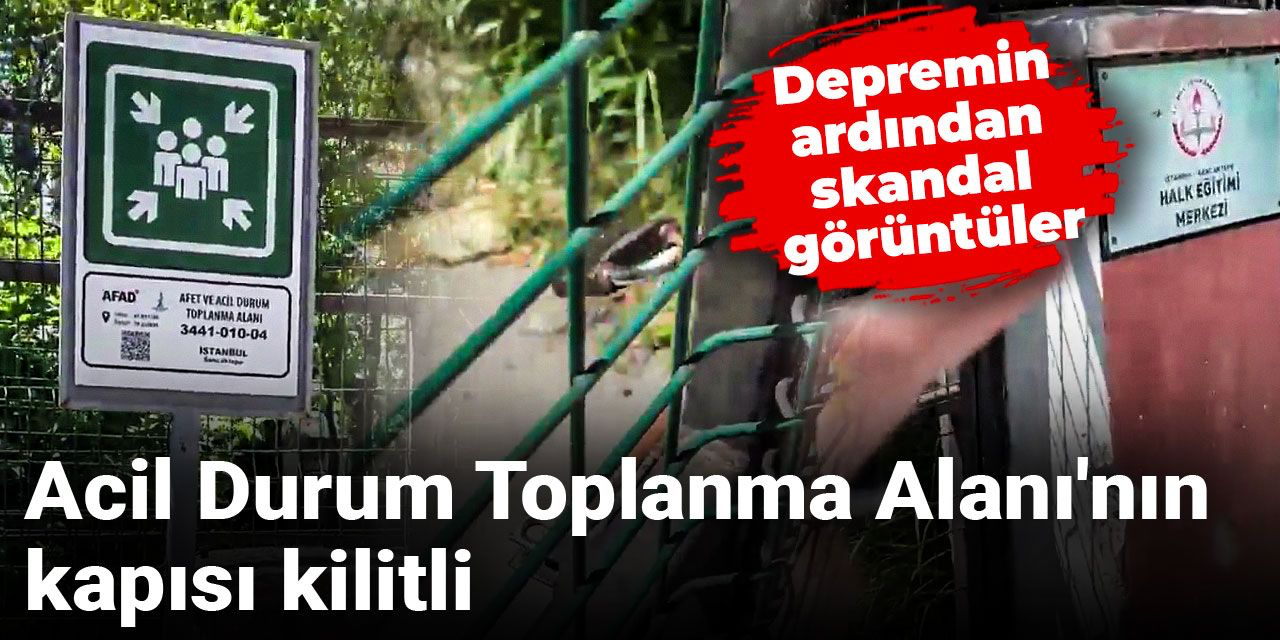 Depremin
ardından
skandal
görüntüler
HALK EĞİTİMİ
MERKEZİ
AFAD
AFET VE ACİL DURUM
TOPLANMA ALANI
3441-010-04
İSTANBUL
Sancaktepe
Acil Durum Toplanma Alanı'nın
kapısı kilitli